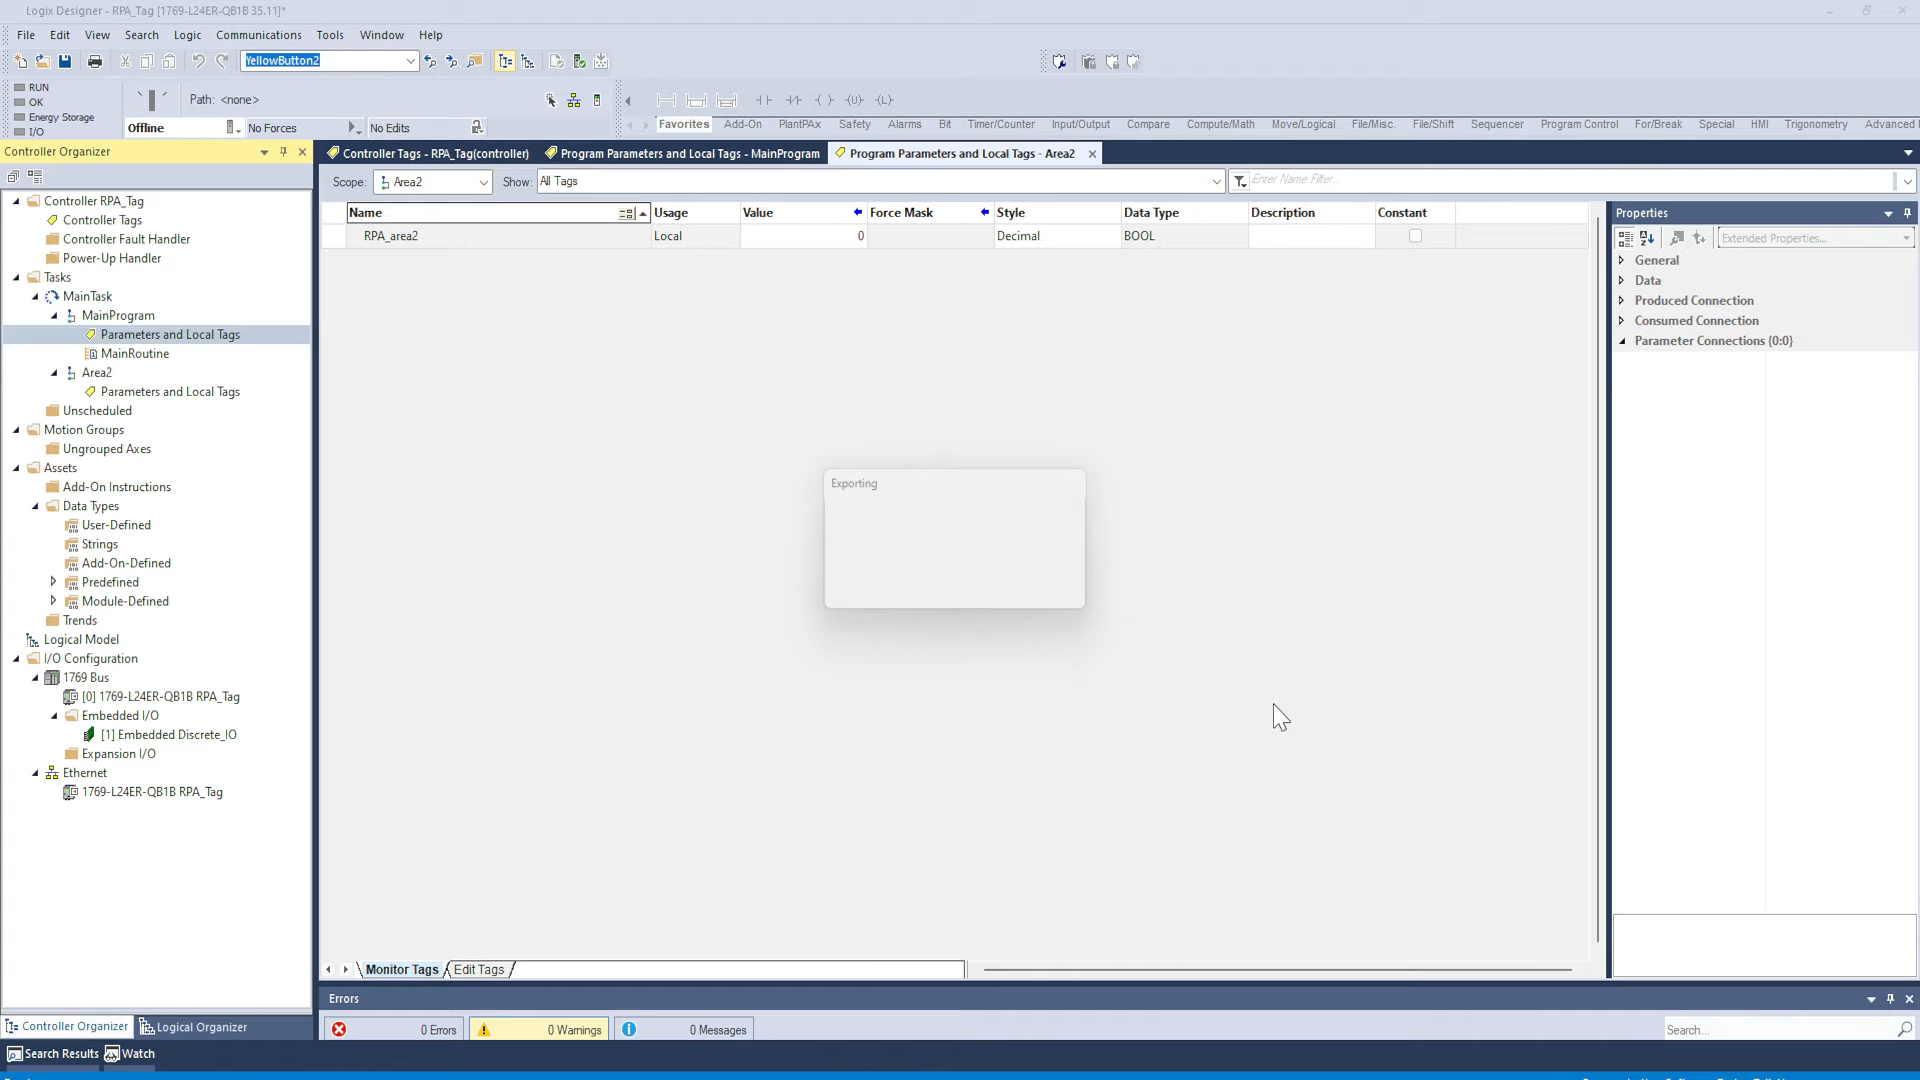 Logix Designer - RPA_Tag [1769-L24ER-QB1B 35.11]*
File Edit View Search Logic Communications Tools Window Help
YellowButton2
RUN
OK
Energy Storage
I/O
Path: <none>
Offline No Forces No Edits
Favorites Add-On PlantPAx Safety Alarms Bit Timer/Counter Input/Output Compare Compute/Math Move/Logical File/Misc. File/Shift Sequencer Program Control For/Break Special HMI Trigonometry Advanced
Controller Organizer
Controller Tags - RPA_Tag(controller) Program Parameters and Local Tags - MainProgram Program Parameters and Local Tags - Area2
Scope: Area2 Show: All Tags Enter Name Filter...
Name Usage Value Force Mask Style Data Type Description Constant
RPA_area2 Local 0 Decimal BOOL
Controller RPA_Tag
Controller Tags
Controller Fault Handler
Power-Up Handler
Tasks
MainTask
MainProgram
Parameters and Local Tags
MainRoutine
Area2
Parameters and Local Tags
Unscheduled
Motion Groups
Ungrouped Axes
Assets
Add-On Instructions
Data Types
User-Defined
Strings
Add-On-Defined
Predefined
Module-Defined
Trends
Logical Model
I/O Configuration
1769 Bus
[0] 1769-L24ER-QB1B RPA_Tag
Embedded I/O
[1] Embedded Discrete_IO
Expansion I/O
Ethernet
1769-L24ER-QB1B RPA_Tag
Exporting
Properties
Extended Properties...
General
Data
Produced Connection
Consumed Connection
Parameter Connections {0:0}
Monitor Tags Edit Tags
Errors
0 Errors 0 Warnings 0 Messages Search...
Controller Organizer Logical Organizer
Search Results Watch